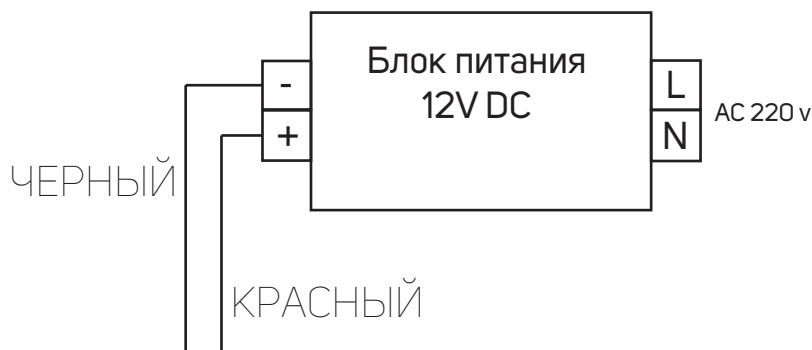 Блок питания
12V DC
-
+
L
N
AC 220 v
ЧЕРНЫЙ
КРАСНЫЙ